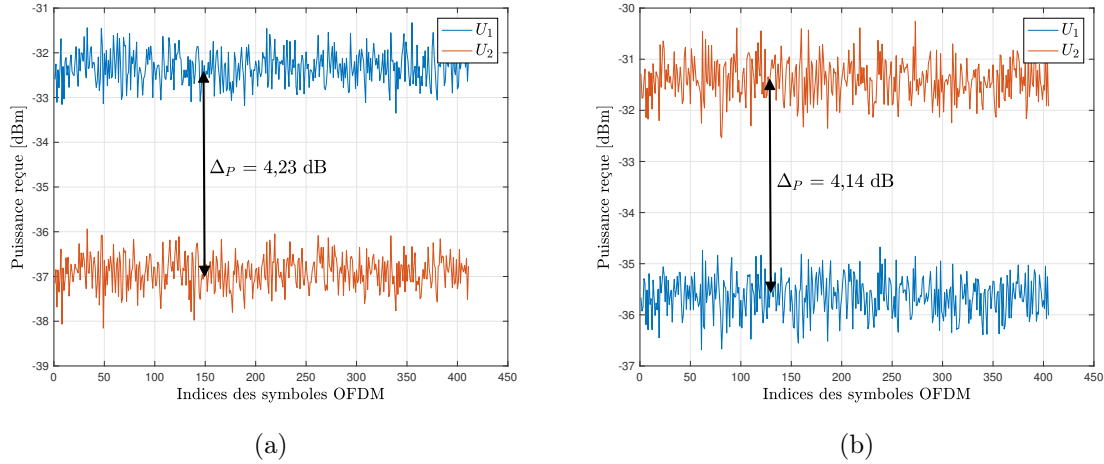 -31
-32
-33
-34
-35
-36
-37
-38
-39
Puissance reçue [dBm]
U1
U2
ΔP = 4,23 dB
0 50 100 150 200 250 300 350 400 450
Indices des symboles OFDM
(a)
-30
-31
-32
-33
-34
-35
-36
-37
Puissance reçue [dBm]
U1
U2
ΔP = 4,14 dB
0 50 100 150 200 250 300 350 400 450
Indices des symboles OFDM
(b)